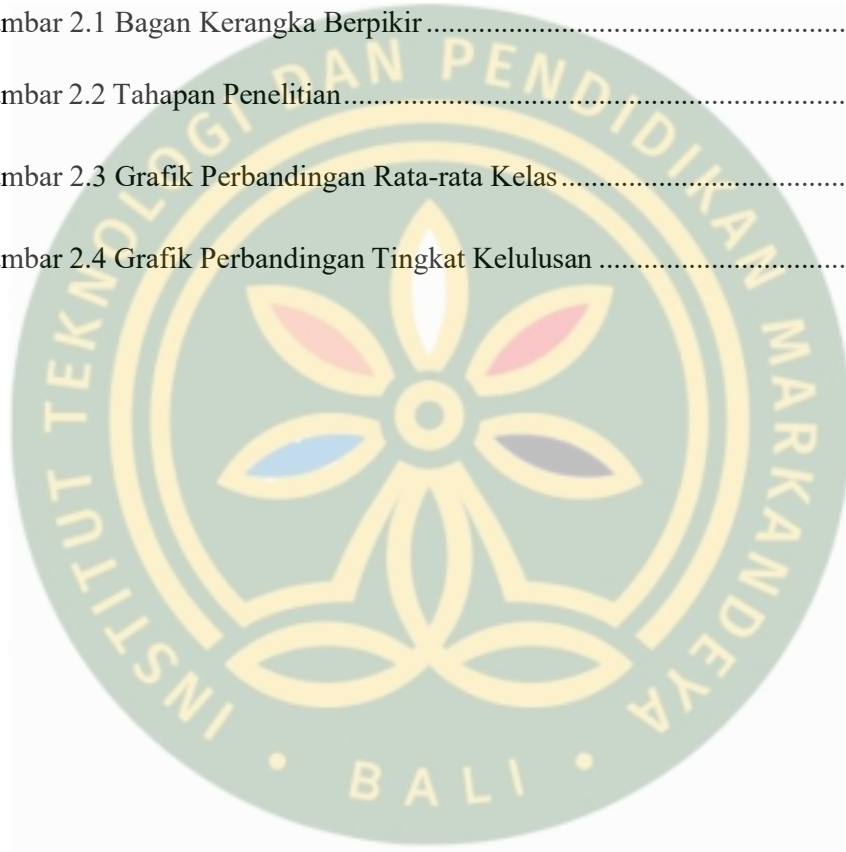 mbar 2.1 Bagan Kerangka Berpikir ................................................................
mbar 2.2 Tahapan Penelitian................................................................
mbar 2.3 Grafik Perbandingan Rata-rata Kelas................................................
mbar 2.4 Grafik Perbandingan Tingkat Kelulusan ................................................
INSTITUT TEKNOLOGI DAN PENDIDIKAN MARKANDEYA
• BALI •